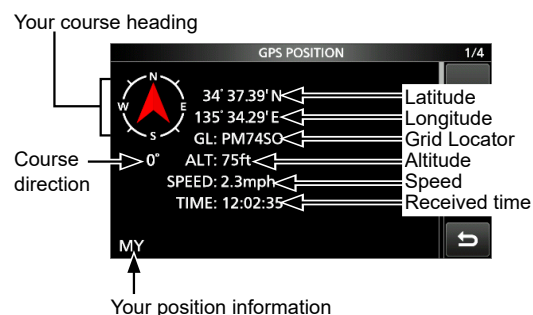 Your course heading
GPS POSITION 1/4
N
W E
S
34°37.39'N Latitude
135°34.29'E Longitude
GL: PM74SO Grid Locator
Course direction
0° ALT: 75ft Altitude
SPEED: 2.3mph Speed
TIME: 12:02:35 Received time
MY
Your position information